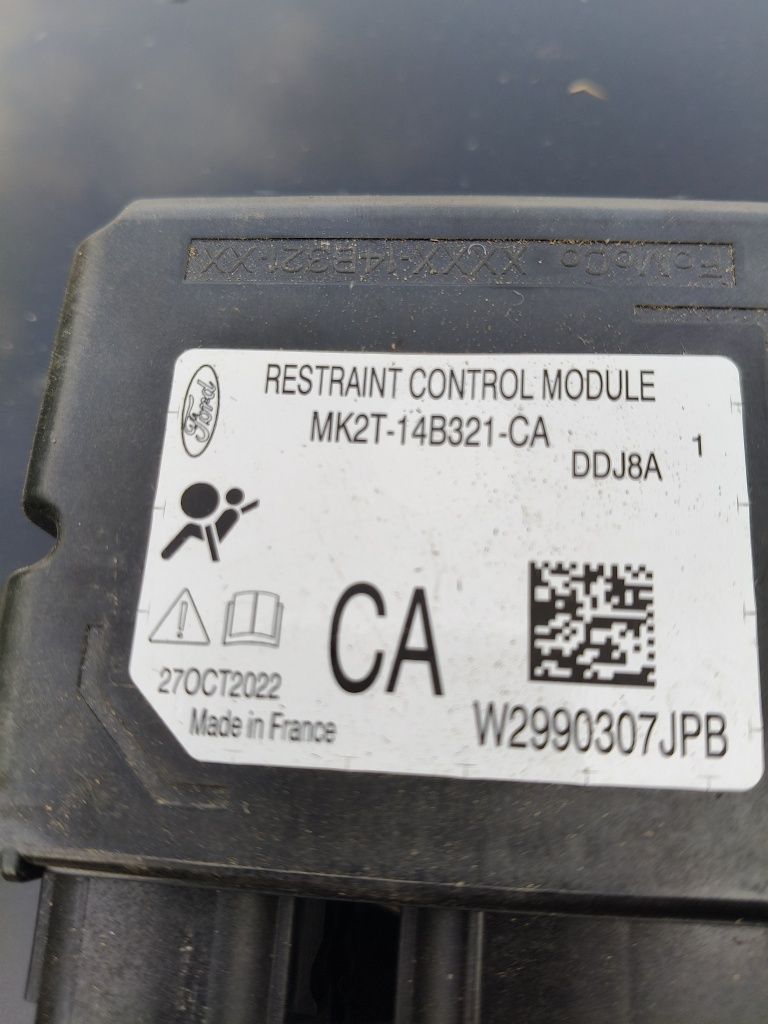 FoMoCo XXXX-14B321-XX
Ford
RESTRAINT CONTROL MODULE
MK2T-14B321-CA
DDJ8A 1
CA
27OCT2022
Made in France
W2990307JPB